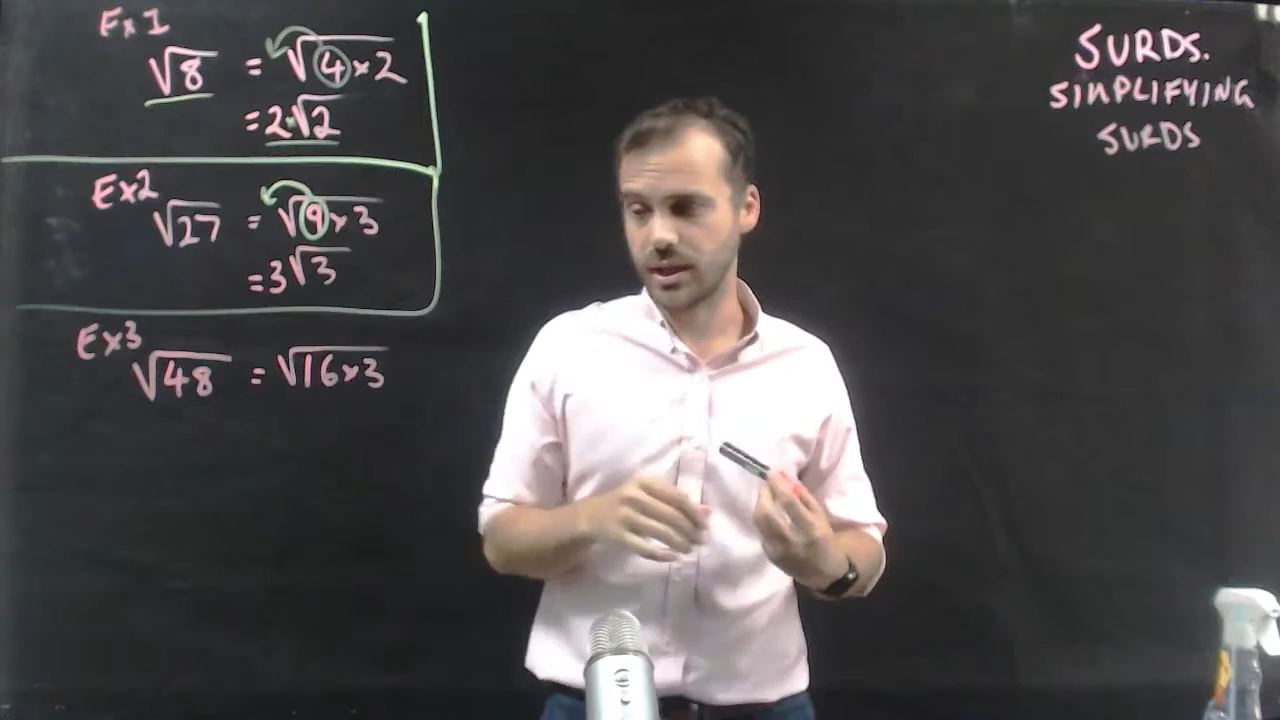 Ex1
√8 = √4×2
= 2·√2
Ex2
√27 = √9×3
= 3√3
Ex3
√48 = √16×3
SURDS.
SIMPLIFYING
SURDS